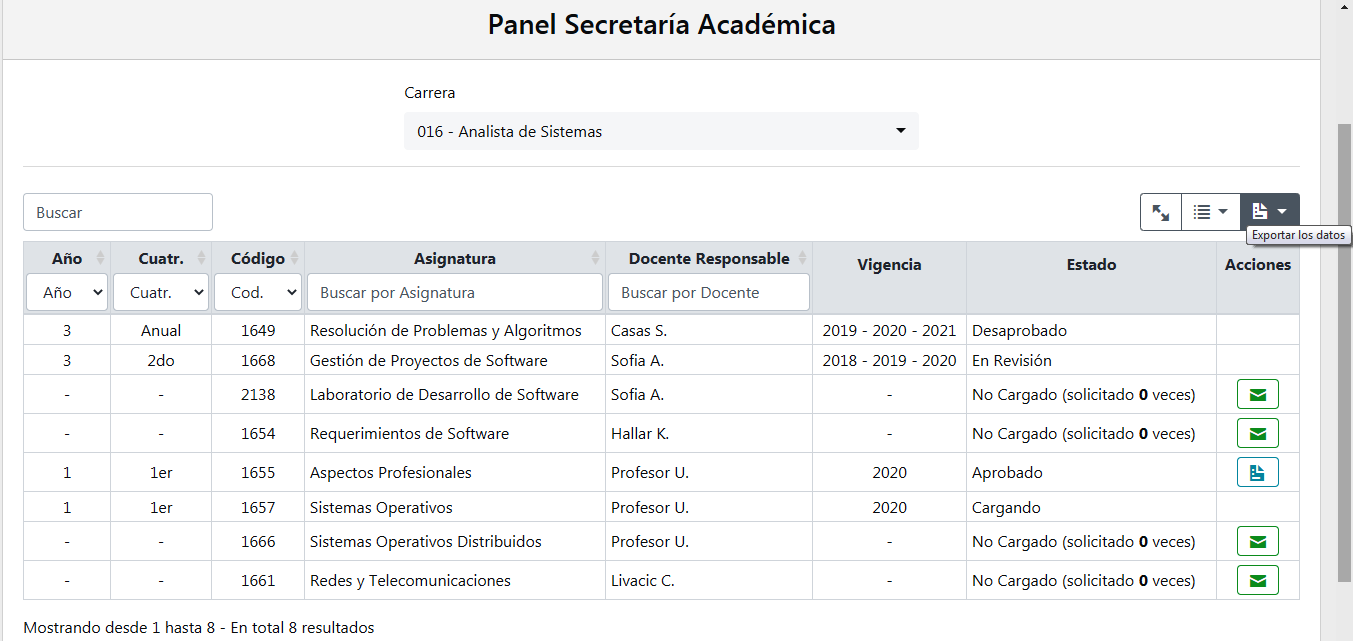 Panel Secretaría Académica
Carrera
016 - Analista de Sistemas
Buscar
Exportar los datos
Año Cuatr. Código Asignatura Docente Responsable Vigencia Estado Acciones
Año Cuatr. Cod. Buscar por Asignatura Buscar por Docente
3 Anual 1649 Resolución de Problemas y Algoritmos Casas S. 2019 - 2020 - 2021 Desaprobado
3 2do 1668 Gestión de Proyectos de Software Sofia A. 2018 - 2019 - 2020 En Revisión
- - 2138 Laboratorio de Desarrollo de Software Sofia A. - No Cargado (solicitado 0 veces)
- - 1654 Requerimientos de Software Hallar K. - No Cargado (solicitado 0 veces)
1 1er 1655 Aspectos Profesionales Profesor U. 2020 Aprobado
1 1er 1657 Sistemas Operativos Profesor U. 2020 Cargando
- - 1666 Sistemas Operativos Distribuidos Profesor U. - No Cargado (solicitado 0 veces)
- - 1661 Redes y Telecomunicaciones Livacic C. - No Cargado (solicitado 0 veces)
Mostrando desde 1 hasta 8 - En total 8 resultados